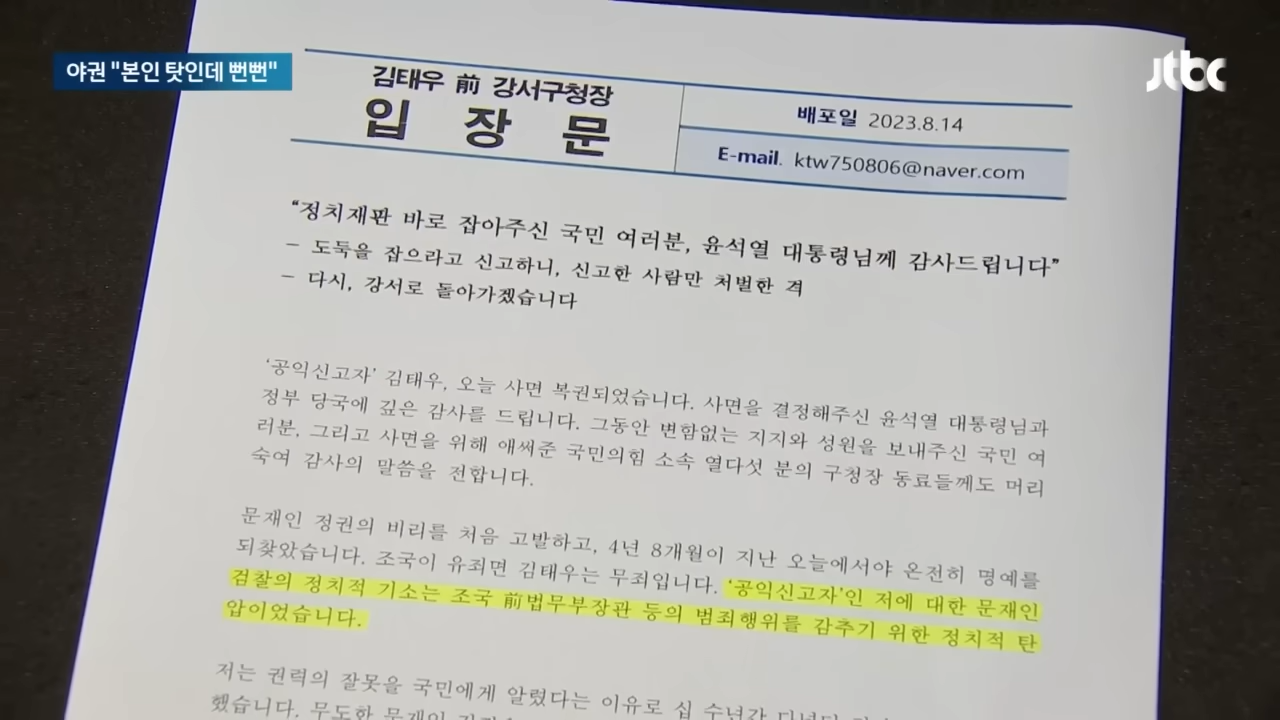 야권 "본인 탓인데 뻔뻔"
jtbc
김태우 前 강서구청장
입 장 문
배포일 2023.8.14
E-mail. ktw750806@naver.com
“정치재판 바로 잡아주신 국민 여러분, 윤석열 대통령님께 감사드립니다”
- 도둑을 잡으라고 신고하니, 신고한 사람만 처벌한 격
- 다시, 강서로 돌아가겠습니다
‘공익신고자’ 김태우, 오늘 사면 복권되었습니다. 사면을 결정해주신 윤석열 대통령님과
정부 당국에 깊은 감사를 드립니다. 그동안 변함없는 지지와 성원을 보내주신 국민 여
러분, 그리고 사면을 위해 애써준 국민의힘 소속 열다섯 분의 구청장 동료들께도 머리
숙여 감사의 말씀을 전합니다.
문재인 정권의 비리를 처음 고발하고, 4년 8개월이 지난 오늘에서야 온전히 명예를
되찾았습니다. 조국이 유죄면 김태우는 무죄입니다. ‘공익신고자’인 저에 대한 문재인
검찰의 정치적 기소는 조국 前법무부장관 등의 범죄행위를 감추기 위한 정치적 탄
압이었습니다.
저는 권력의 잘못을 국민에게 알렸다는 이유로 십 수년간
했습니다. 무도한 문재인